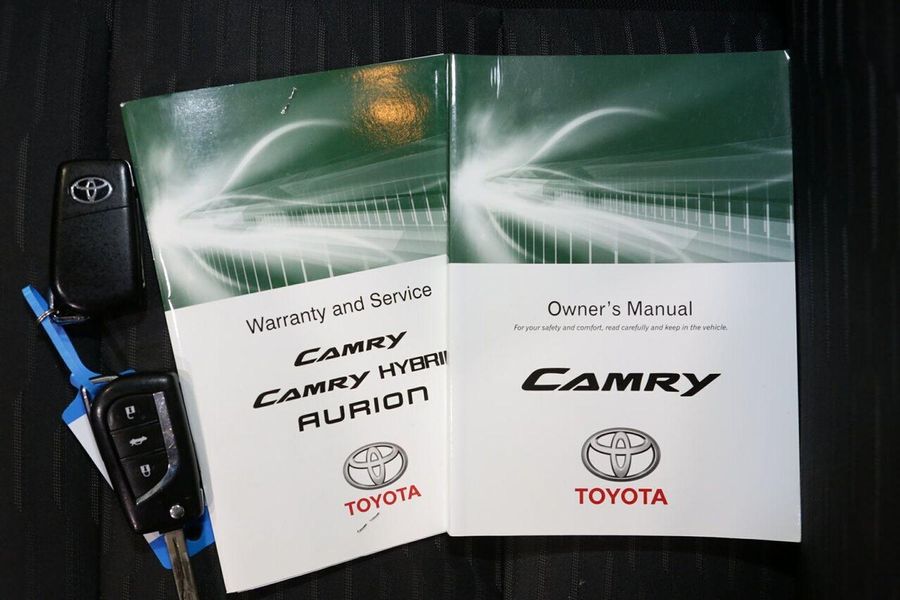 Warranty and Service
CAMRY
CAMRY HYBRI
AURION
TOYOTA
Owner's Manual
For your safety and comfort, read carefully and keep in the vehicle.
CAMRY
TOYOTA